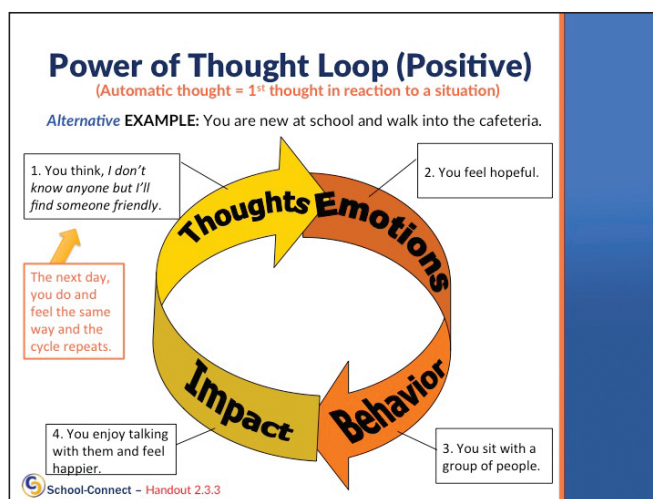 Power of Thought Loop (Positive)
(Automatic thought = 1st thought in reaction to a situation)
Alternative EXAMPLE: You are new at school and walk into the cafeteria.
1. You think, I don't
know anyone but I'll
find someone friendly.
2. You feel hopeful.
Thoughts
Emotions
The next day,
you do and
feel the same
way and the
cycle repeats.
Impact
Behavior
4. You enjoy talking
with them and feel
happier.
3. You sit with a
group of people.
School-Connect – Handout 2.3.3